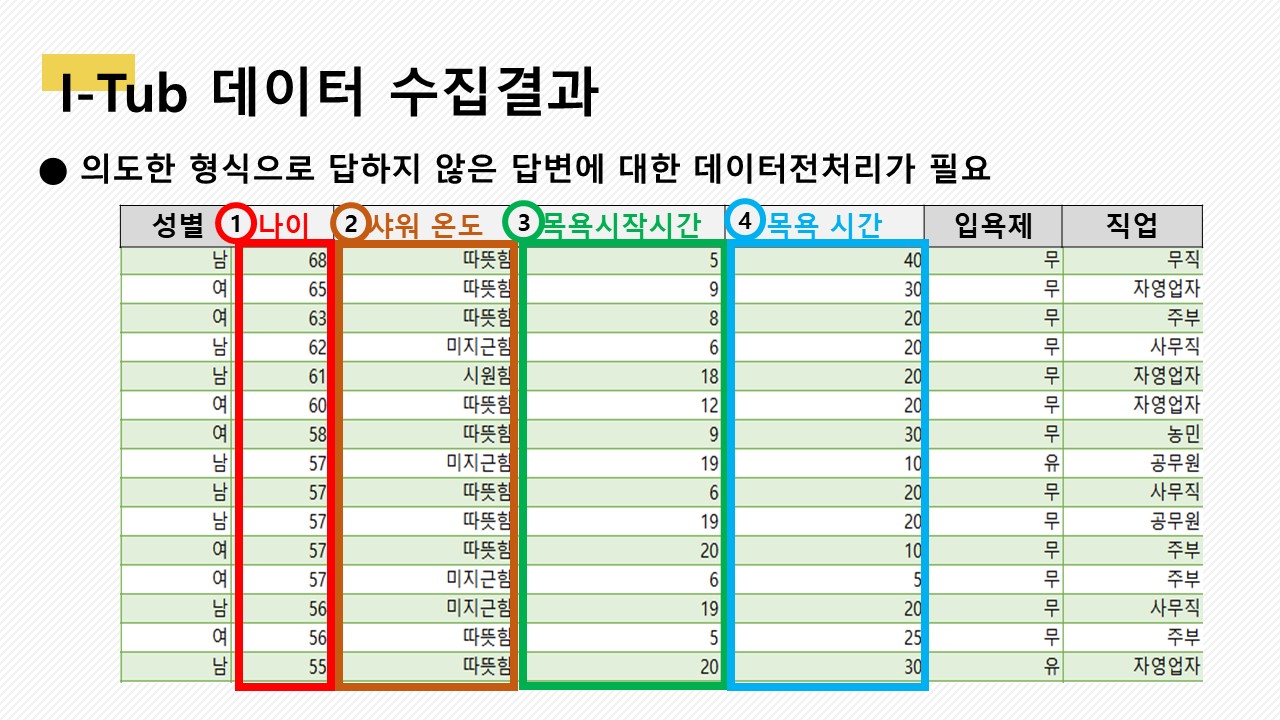 I-Tub 데이터 수집결과
● 의도한 형식으로 답하지 않은 답변에 대한 데이터전처리가 필요
성별 1 나이 2 샤워 온도 3 목욕시작시간 4 목욕 시간 입욕제 직업
남 68 따뜻함 5 40 무 무직
여 65 따뜻함 9 30 무 자영업자
여 63 따뜻함 8 20 무 주부
남 62 미지근함 6 20 무 사무직
남 61 시원함 18 20 무 자영업자
여 60 따뜻함 12 20 무 자영업자
여 58 따뜻함 9 30 무 농민
남 57 미지근함 19 10 유 공무원
남 57 따뜻함 6 20 무 사무직
남 57 따뜻함 19 20 무 공무원
여 57 따뜻함 20 10 무 주부
여 57 미지근함 6 5 무 주부
남 56 미지근함 19 20 무 사무직
여 56 따뜻함 5 25 무 주부
남 55 따뜻함 20 30 유 자영업자